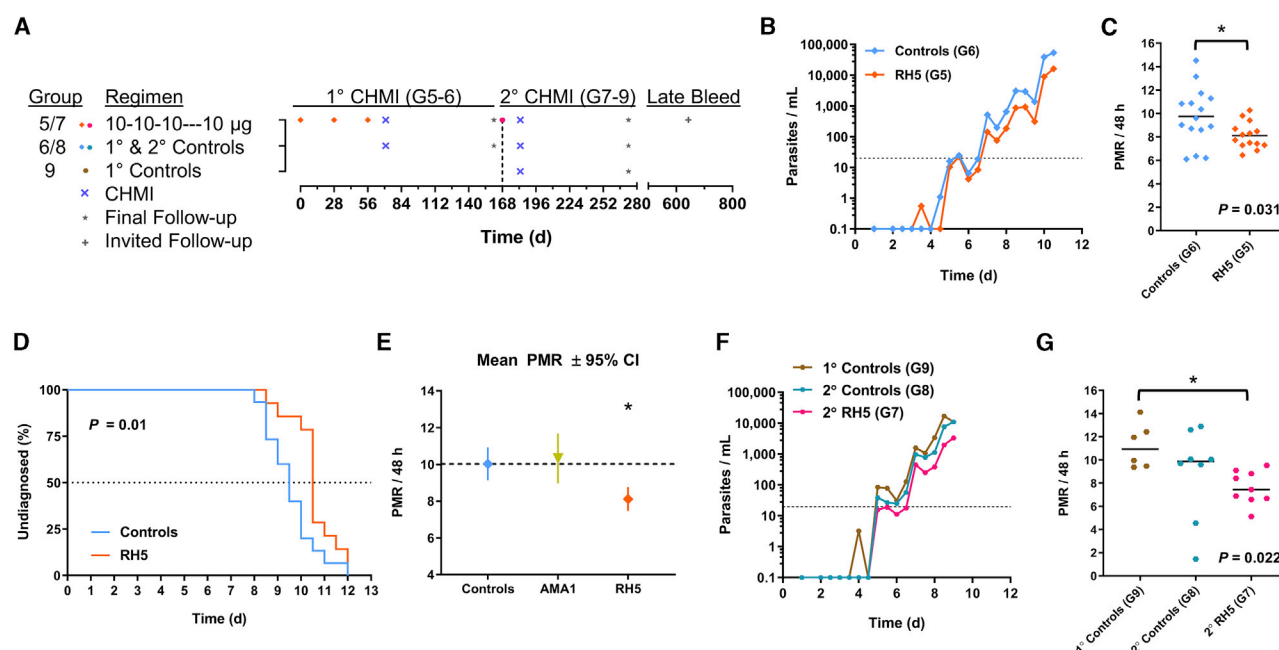 A
Group Regimen 1° CHMI (G5-6) 2° CHMI (G7-9) Late Bleed
5/7 10-10-10---10 µg
6/8 1° & 2° Controls
9 1° Controls
× CHMI
* Final Follow-up
+ Invited Follow-up
0 28 56 84 112 140 168 196 224 252 280 600 800
Time (d)
B
100,000
10,000
1,000
100
10
1
0.1
Parasites / mL
Controls (G6)
RH5 (G5)
0 2 4 6 8 10 12
Time (d)
C
*
16
14
12
10
8
6
4
2
0
PMR / 48 h
P = 0.031
Controls (G6)
RH5 (G5)
D
100
75
50
25
0
Undiagnosed (%)
P = 0.01
Controls
RH5
0 1 2 3 4 5 6 7 8 9 10 11 12 13
Time (d)
E
Mean PMR ± 95% CI
14
12
10
8
6
4
PMR / 48 h
*
Controls AMA1 RH5
F
1° Controls (G9)
2° Controls (G8)
2° RH5 (G7)
100,000
10,000
1,000
100
10
1
0.1
Parasites / mL
0 2 4 6 8 10 12
Time (d)
G
*
16
14
12
10
8
6
4
2
0
PMR / 48 h
P = 0.022
1° Controls (G9)
2° Controls (G8)
2° RH5 (G7)